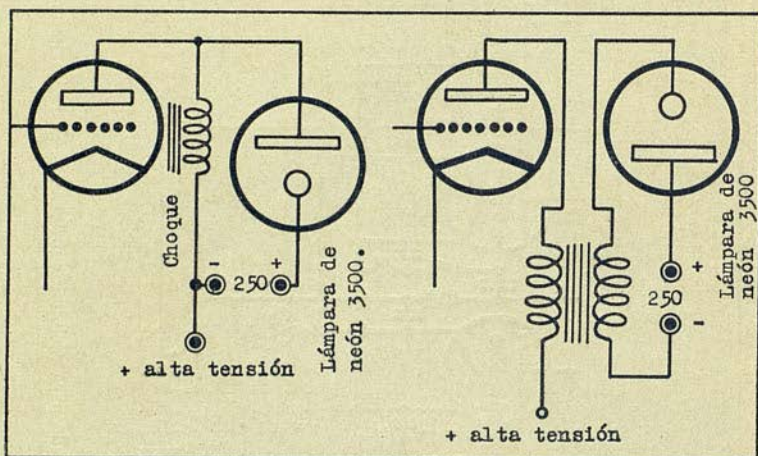 Choque
- 250 +
Lámpara de
neón 3500.
+ alta tensión
+
250
-
Lámpara de
neón 3500
+ alta tensión